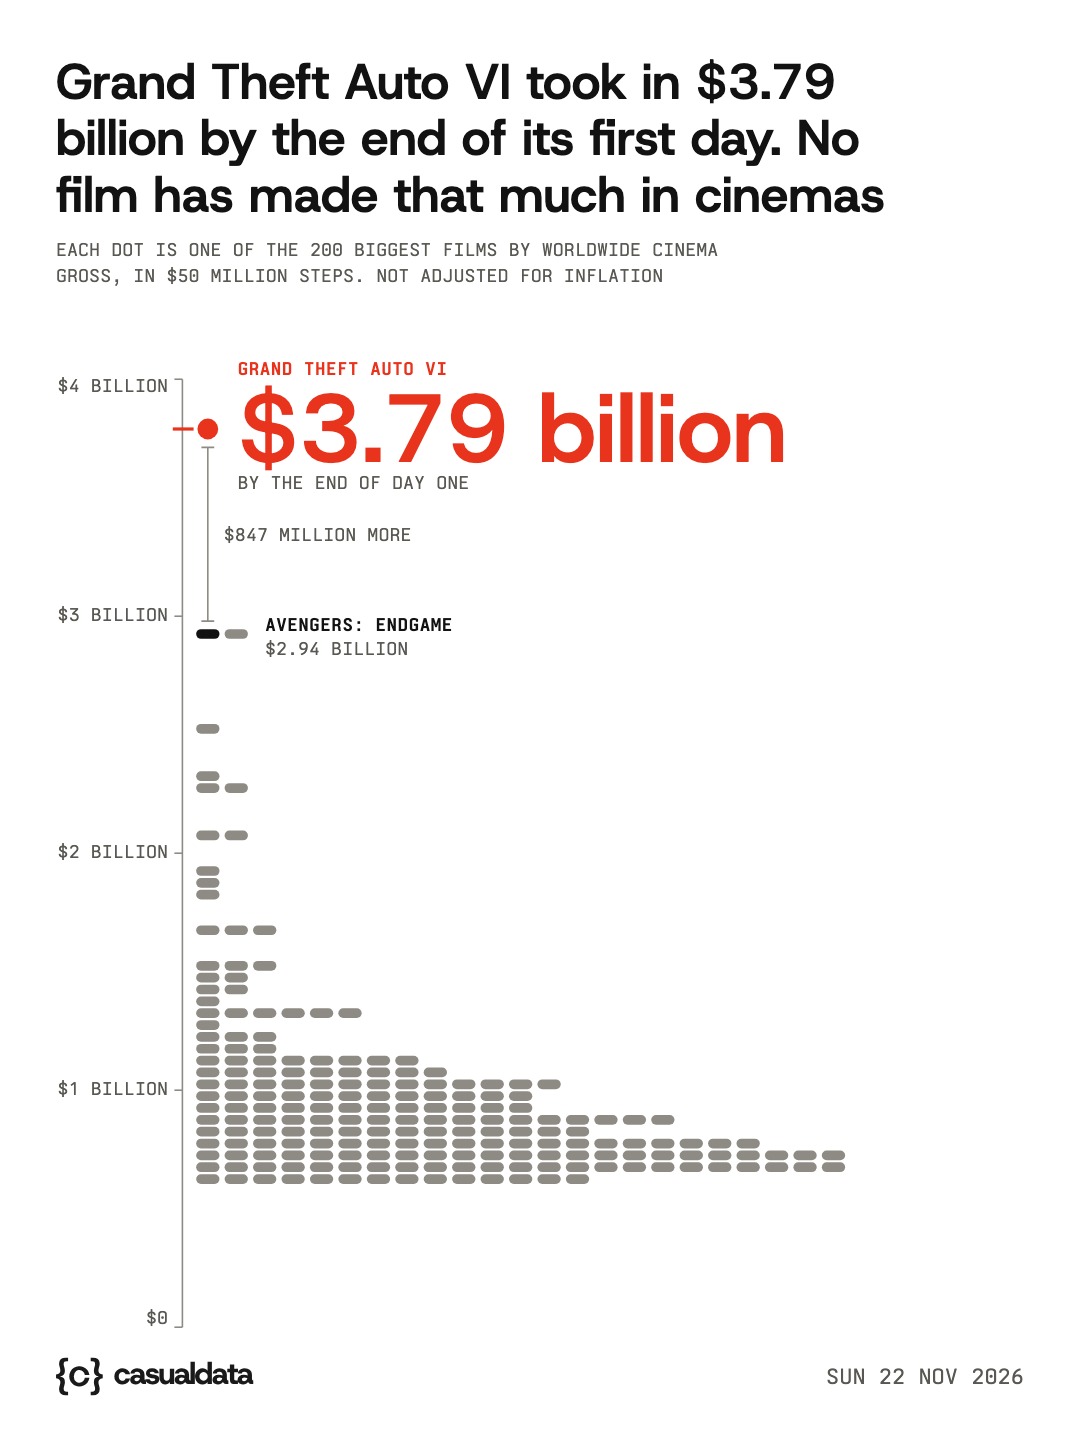 Grand Theft Auto VI took in $3.79
billion by the end of its first day. No
film has made that much in cinemas
EACH DOT IS ONE OF THE 200 BIGGEST FILMS BY WORLDWIDE CINEMA
GROSS, IN $50 MILLION STEPS. NOT ADJUSTED FOR INFLATION
GRAND THEFT AUTO VI
$4 BILLION
$3.79 billion
BY THE END OF DAY ONE
$847 MILLION MORE
$3 BILLION
AVENGERS: ENDGAME
$2.94 BILLION
$2 BILLION
$1 BILLION
$0
{c} casualdata
SUN 22 NOV 2026